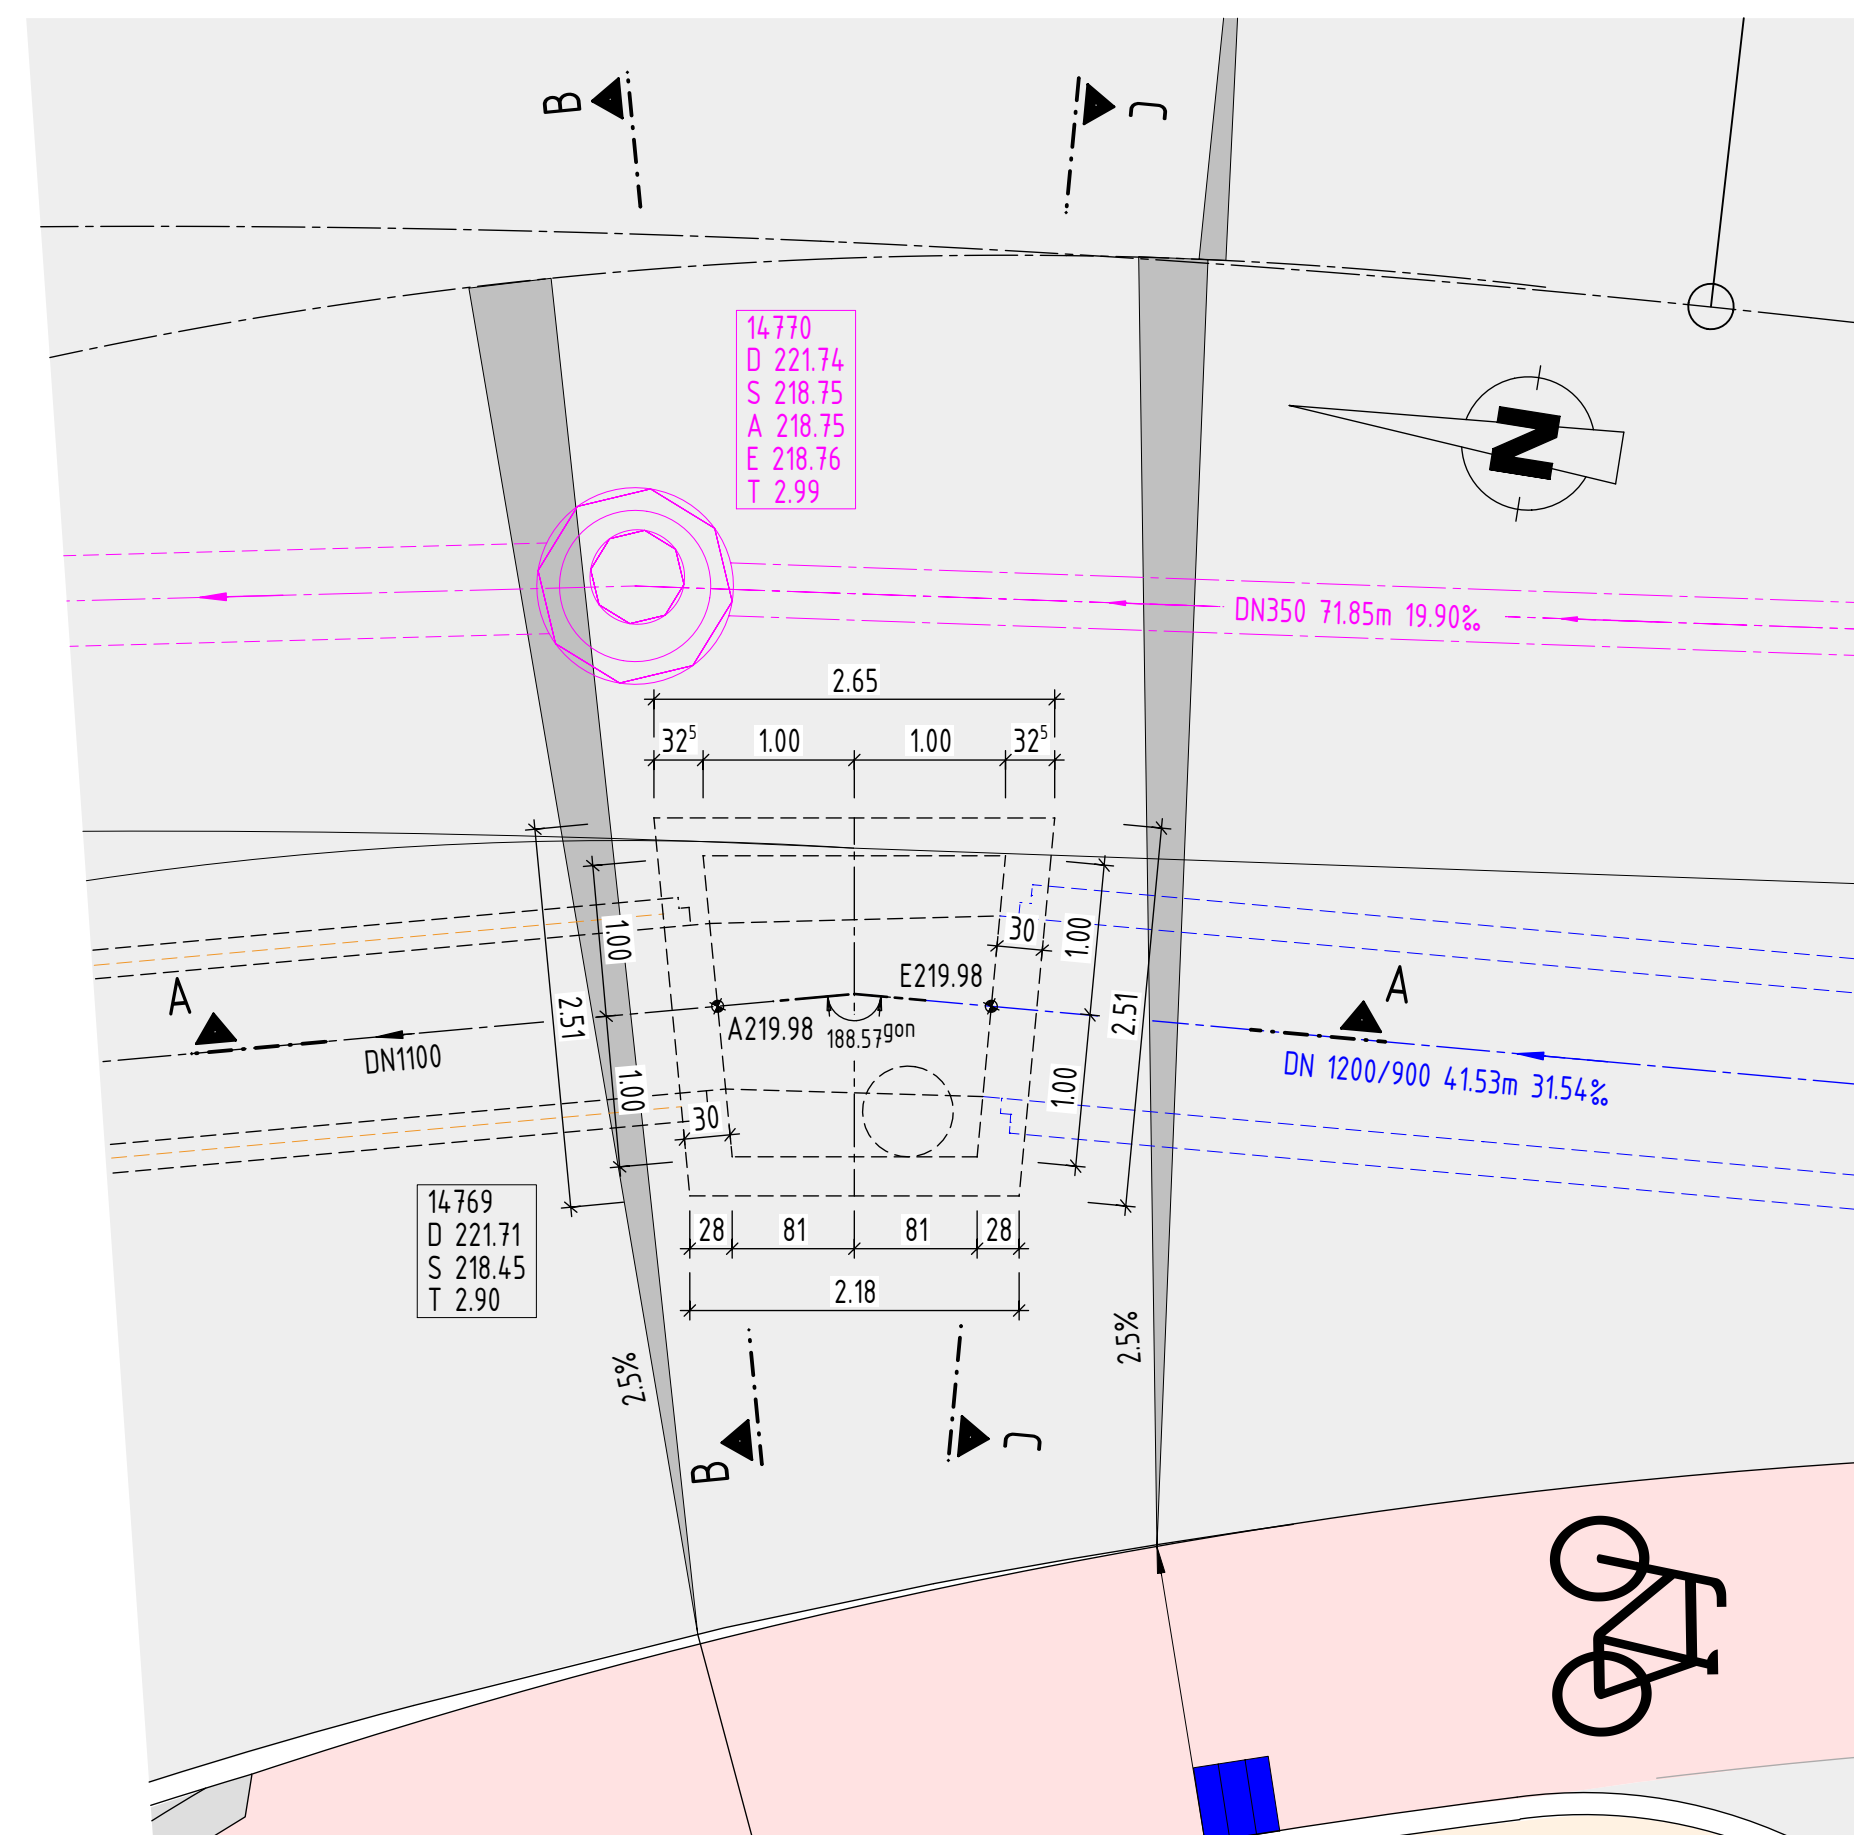 B
C
14770
D 221.74
S 218.75
A 218.75
E 218.76
T 2.99
N
DN350 71.85m 19.90‰
2.65
32⁵
1.00
1.00
32⁵
1.00
30
1.00
E219.98
A
A
2.51
A219.98
188.57gon
2.51
DN1100
DN 1200/900 41.53m 31.54‰
1.00
30
1.00
14769
D 221.71
S 218.45
T 2.90
28
81
81
28
2.18
2.5%
2.5%
B
C